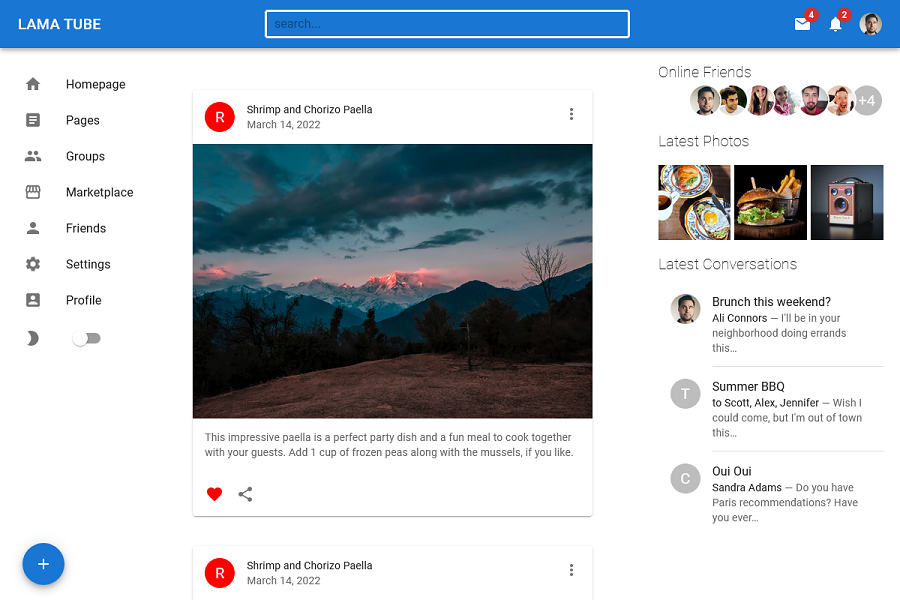 LAMA TUBE
search...
4
2
Homepage
Pages
Groups
Marketplace
Friends
Settings
Profile
R
Shrimp and Chorizo Paella
March 14, 2022
This impressive paella is a perfect party dish and a fun meal to cook together
with your guests. Add 1 cup of frozen peas along with the mussels, if you like.
R
Shrimp and Chorizo Paella
March 14, 2022
Online Friends
+4
Latest Photos
Latest Conversations
Brunch this weekend?
Ali Connors — I'll be in your
neighborhood doing errands
this…
T
Summer BBQ
to Scott, Alex, Jennifer — Wish I
could come, but I'm out of town
this…
C
Oui Oui
Sandra Adams — Do you have
Paris recommendations? Have
you ever…